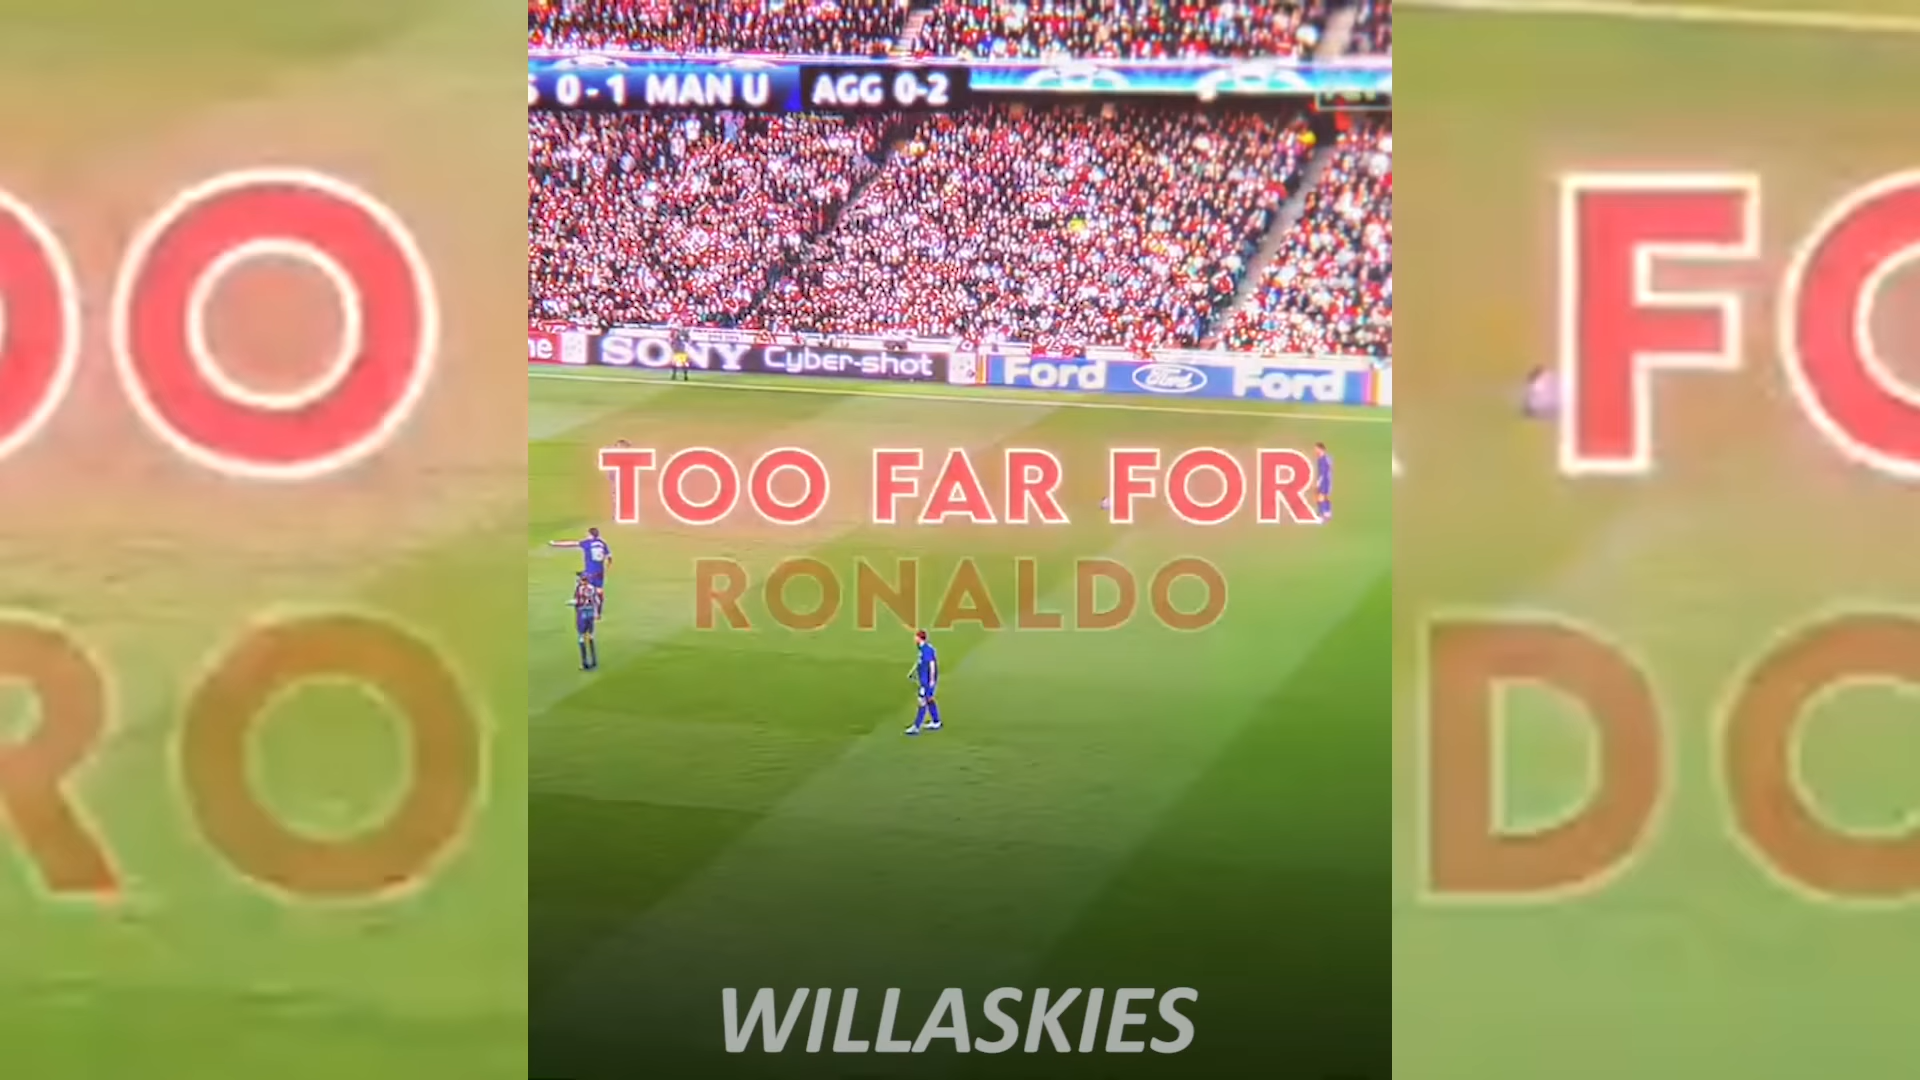 S 0-1 MAN U AGG 0-2
SONY Cyber-shot Ford Ford Ford
TOO FAR FOR
RONALDO
WILLASKIES